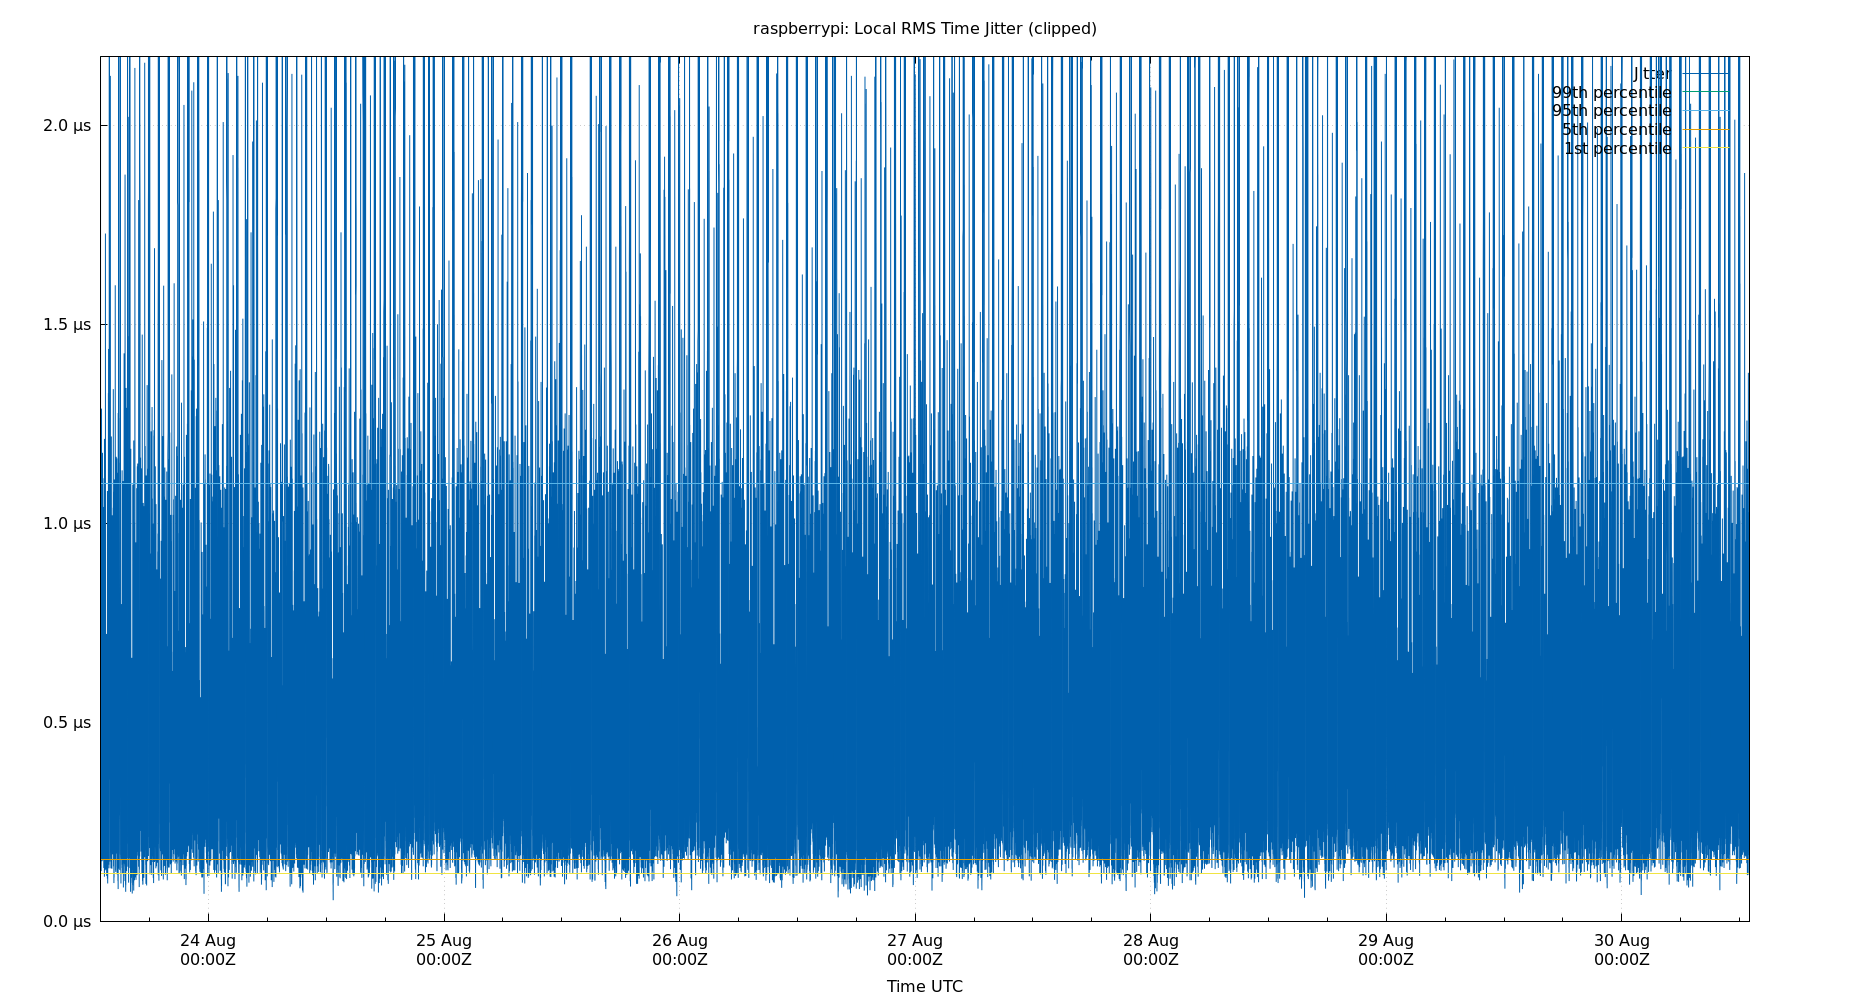 raspberrypi: Local RMS Time Jitter (clipped)
Jitter
99th percentile
95th percentile
5th percentile
1st percentile
2.0 µs
1.5 µs
1.0 µs
0.5 µs
0.0 µs
24 Aug 25 Aug 26 Aug 27 Aug 28 Aug 29 Aug 30 Aug
00:00Z 00:00Z 00:00Z 00:00Z 00:00Z 00:00Z 00:00Z
Time UTC